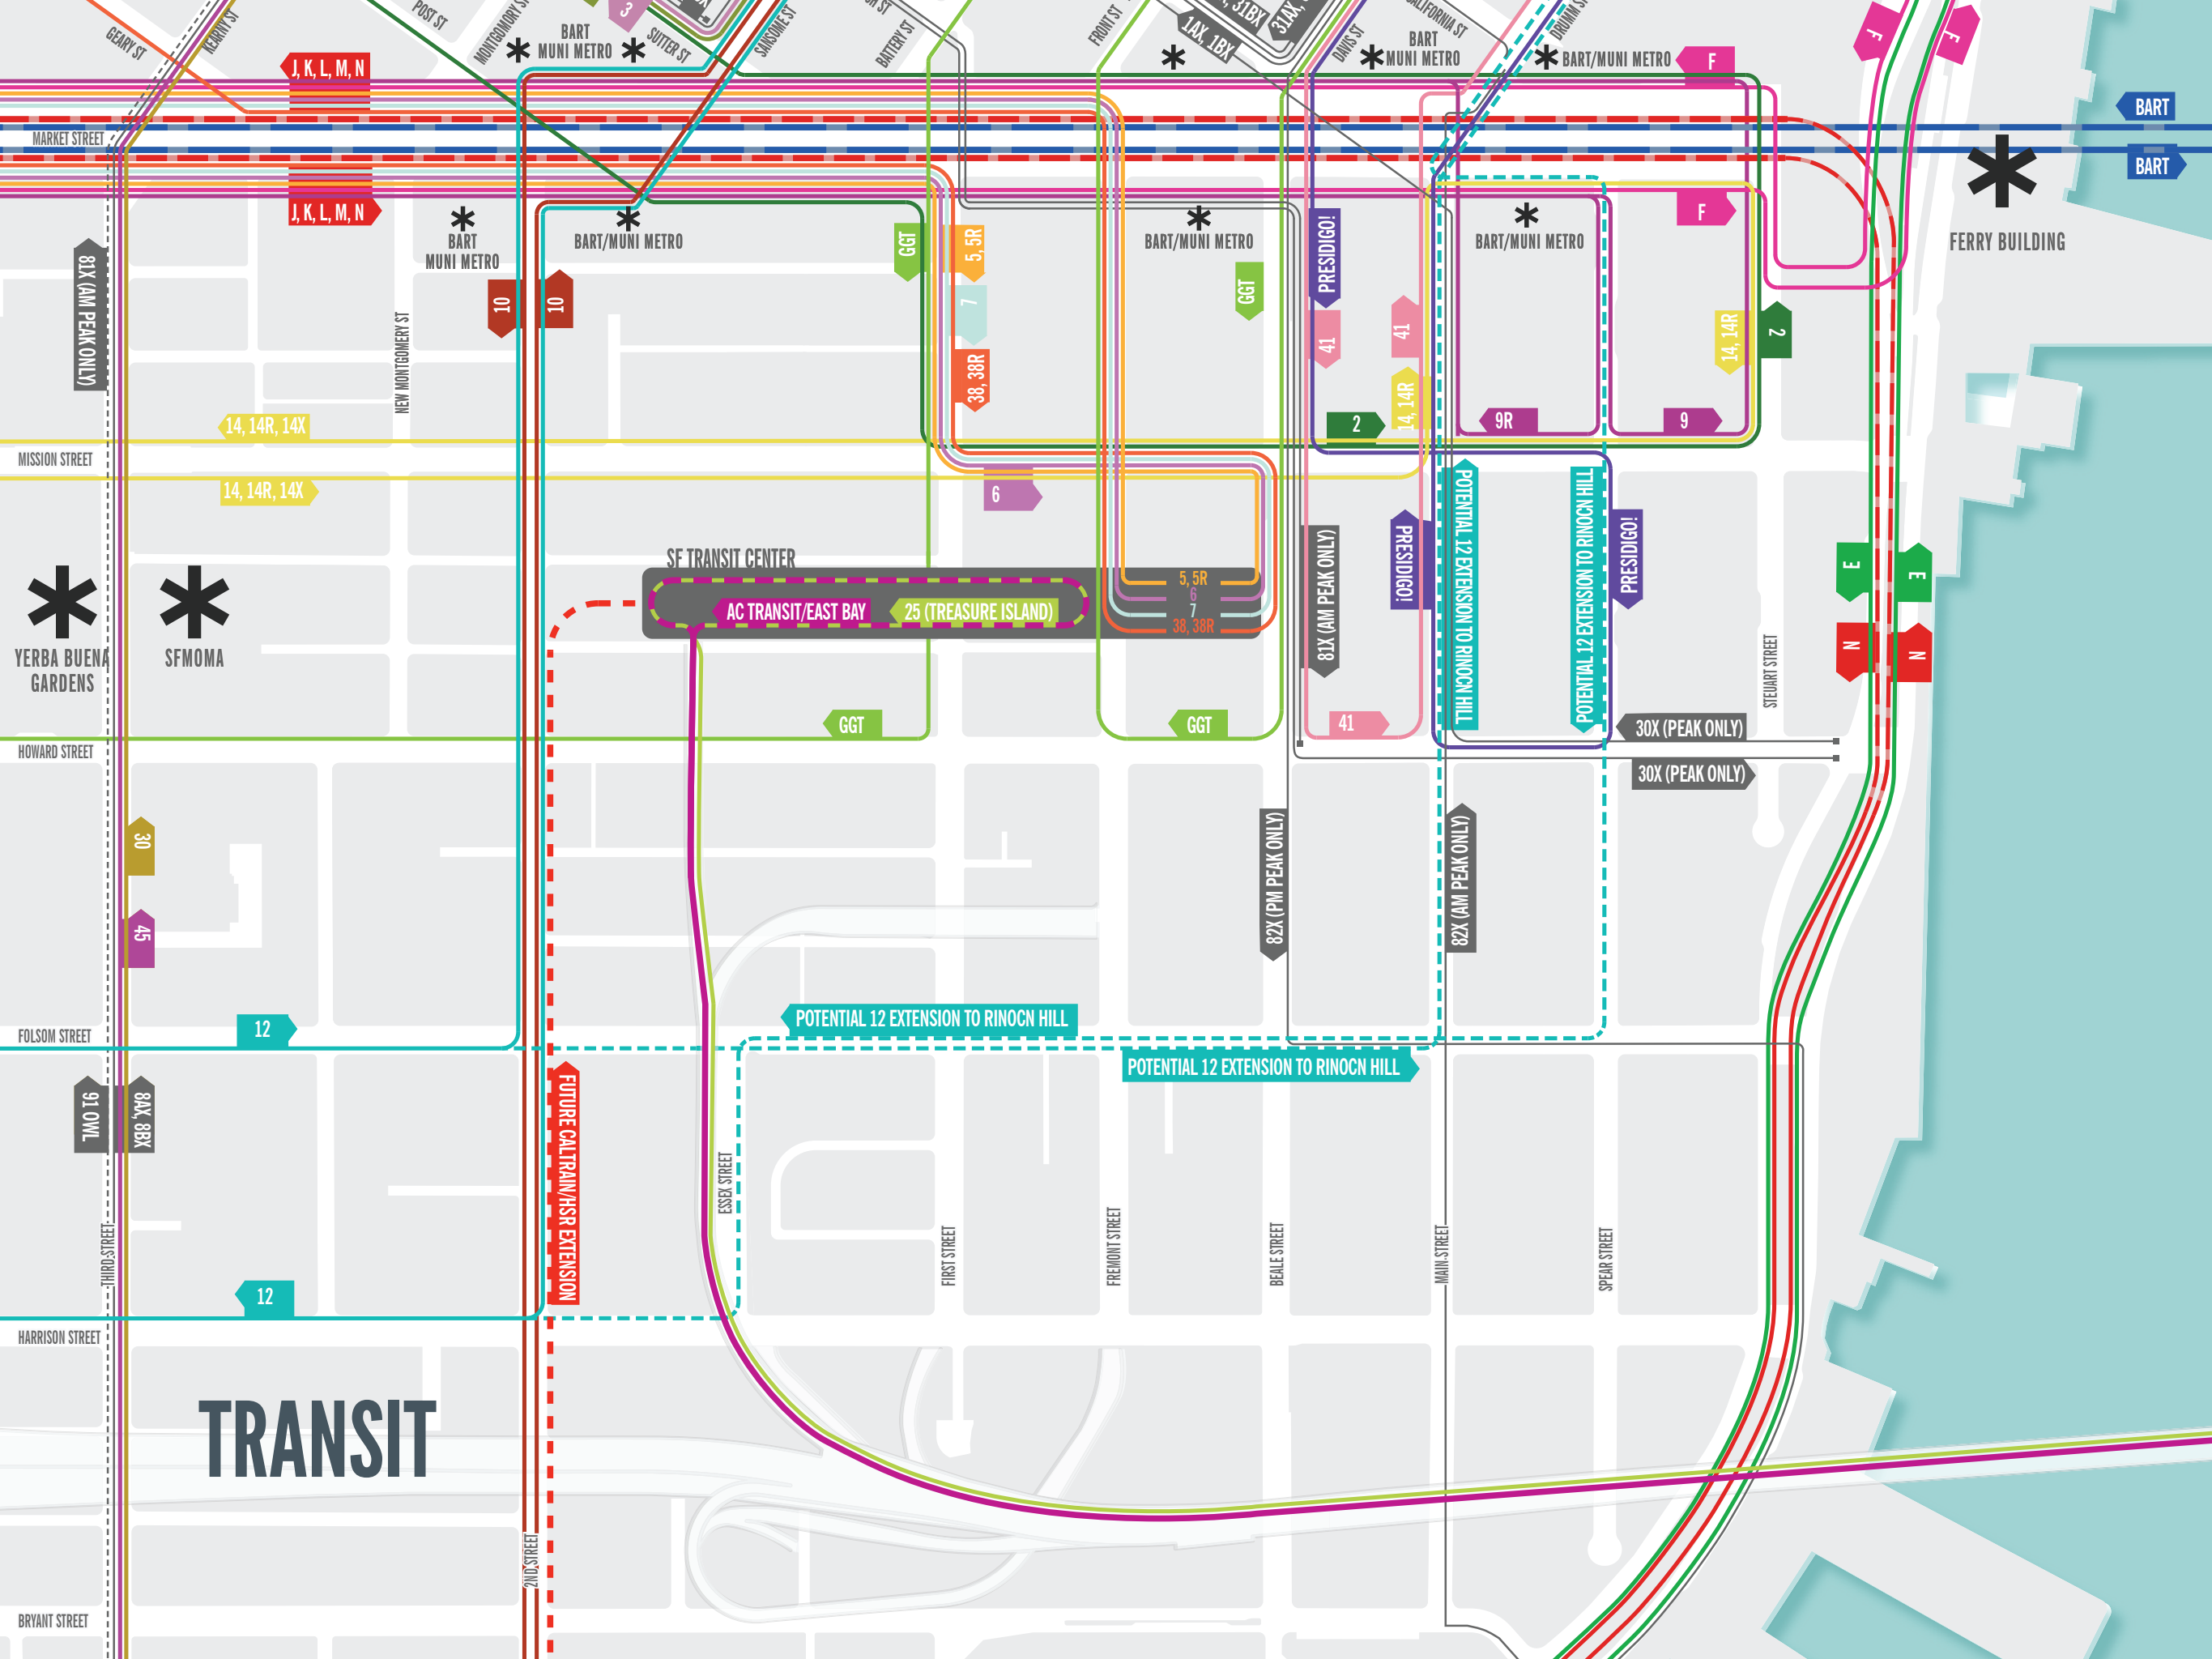 GEARY ST
KEARNY ST
POST ST
MONTGOMERY ST
BART
MUNI METRO
3
SUTTER ST
SANSOME ST
BATTERY ST
FRONT ST
1AX, 1BX
31BX
31AX,
DAVIS ST
BART
MUNI METRO
CALIFORNIA ST
DRUMM ST
BART/MUNI METRO
F
F
F
J, K, L, M, N
MARKET STREET
BART
BART
J, K, L, M, N
F
FERRY BUILDING
BART
MUNI METRO
BART/MUNI METRO
BART/MUNI METRO
BART/MUNI METRO
81X (AM PEAK ONLY)
NEW MONTGOMERY ST
10
10
GGT
5, 5R
7
38, 38R
GGT
PRESIDIGO!
41
41
14, 14R
14, 14R
2
2
9R
9
14, 14R, 14X
MISSION STREET
14, 14R, 14X
6
SF TRANSIT CENTER
AC TRANSIT/EAST BAY
25 (TREASURE ISLAND)
5, 5R
6
7
38, 38R
81X (AM PEAK ONLY)
PRESIDIGO!
POTENTIAL 12 EXTENSION TO RINOCN HILL
POTENTIAL 12 EXTENSION TO RINOCN HILL
PRESIDIGO!
E
E
N
N
STEUART STREET
YERBA BUENA
GARDENS
SFMOMA
HOWARD STREET
GGT
GGT
41
30X (PEAK ONLY)
30X (PEAK ONLY)
30
45
82X (PM PEAK ONLY)
82X (AM PEAK ONLY)
FOLSOM STREET
12
POTENTIAL 12 EXTENSION TO RINOCN HILL
POTENTIAL 12 EXTENSION TO RINOCN HILL
91 OWL
8AX, 8BX
FUTURE CALTRAIN/HSR EXTENSION
THIRD STREET
ESSEX STREET
FIRST STREET
FREMONT STREET
BEALE STREET
MAIN STREET
SPEAR STREET
12
HARRISON STREET
TRANSIT
2ND STREET
BRYANT STREET